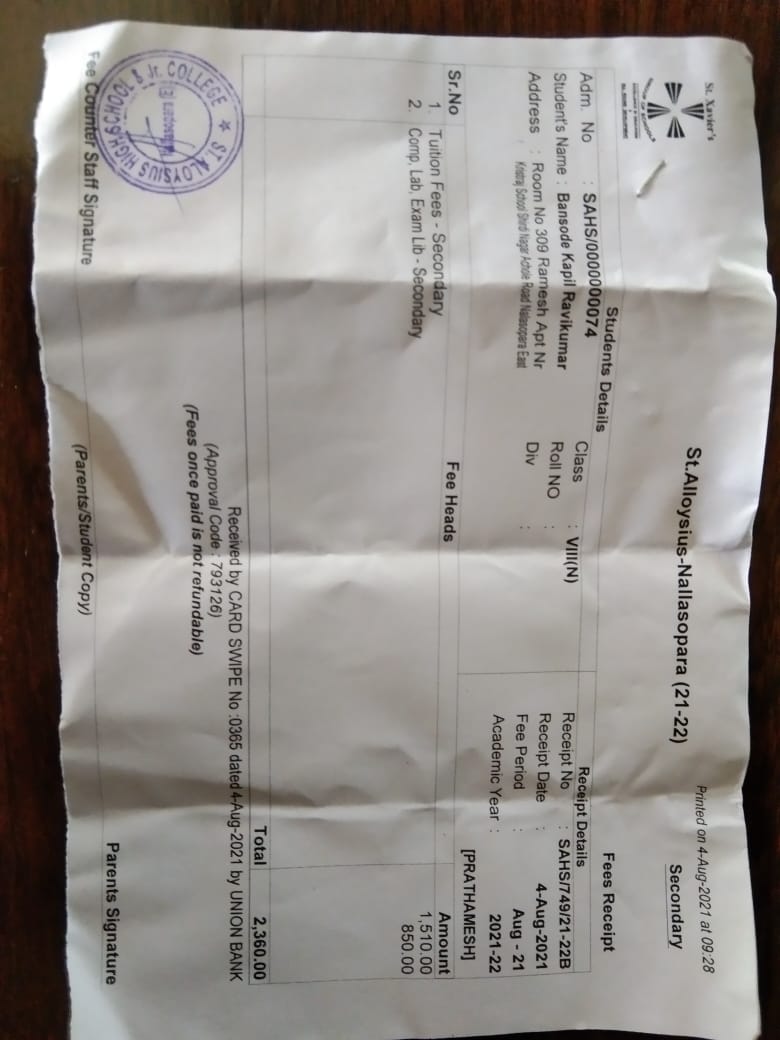 St. Xavier's
St.Alloysius-Nallasopara (21-22)
Printed on 4-Aug-2021 at 09:28
Secondary
Fees Receipt
Students Details
Receipt Details
Adm. No : SAHS/0000000074
Class : VIII(N)
Receipt No : SAHS/749/21-22B
Student's Name : Bansode Kapil Ravikumar
Roll NO :
Receipt Date : 4-Aug-2021
Address : Room No 309 Ramesh Apt Nr
Kristraj School Shirdi Nagar Achole Road Nallasopara East
Div :
Fee Period : Aug - 21
Academic Year : 2021-22
[PRATHAMESH]
Sr.No Fee Heads Amount
1. Tuition Fees - Secondary 1,510.00
2. Comp, Lab, Exam Lib - Secondary 850.00
Total 2,360.00
Received by CARD SWIPE No :0365 dated 4-Aug-2021 by UNION BANK
(Approval Code : 793126)
(Fees once paid is not refundable)
ST. ALOYSIUS HIGH SCHOOL & Jr. COLLEGE ★
Fee Counter Staff Signature
(Parents/Student Copy)
Parents Signature